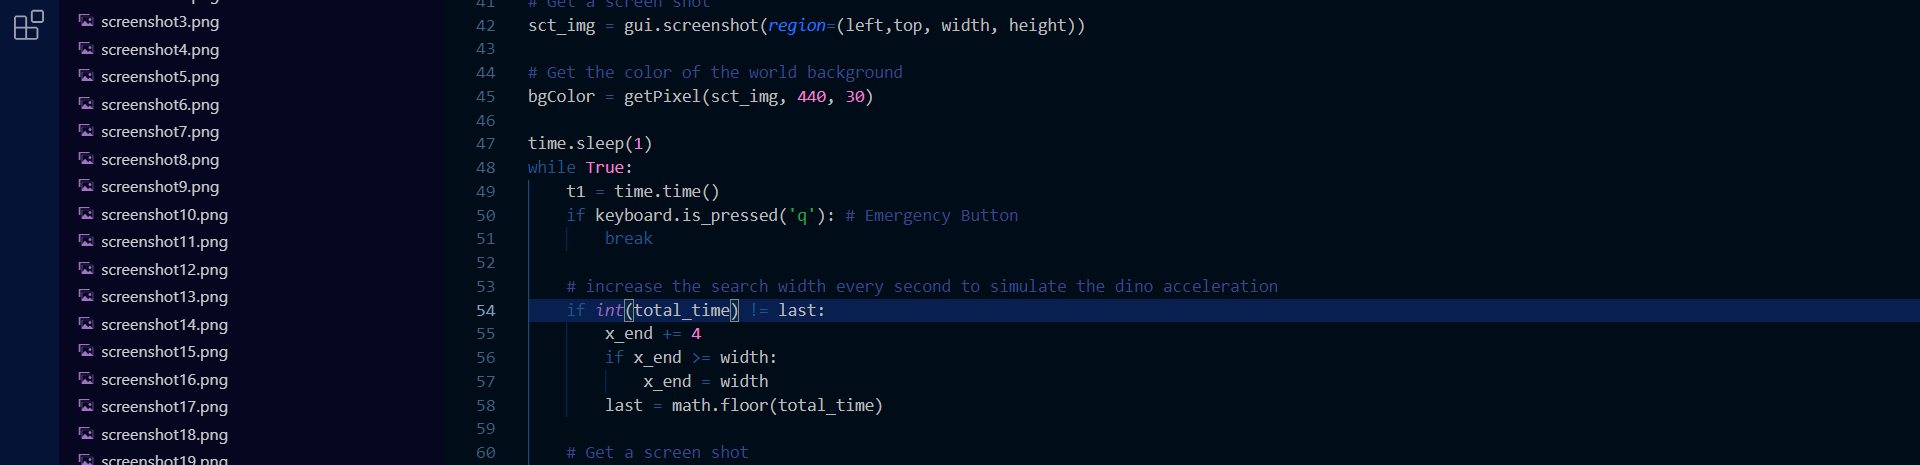 screenshot3.png
screenshot4.png
screenshot5.png
screenshot6.png
screenshot7.png
screenshot8.png
screenshot9.png
screenshot10.png
screenshot11.png
screenshot12.png
screenshot13.png
screenshot14.png
screenshot15.png
screenshot16.png
screenshot17.png
screenshot18.png
screenshot19.png
41 # Get a screen shot
42 sct_img = gui.screenshot(region=(left,top, width, height))
43
44 # Get the color of the world background
45 bgColor = getPixel(sct_img, 440, 30)
46
47 time.sleep(1)
48 while True:
49 t1 = time.time()
50 if keyboard.is_pressed('q'): # Emergency Button
51 break
52
53 # increase the search width every second to simulate the dino acceleration
54 if int(total_time) != last:
55 x_end += 4
56 if x_end >= width:
57 x_end = width
58 last = math.floor(total_time)
59
60 # Get a screen shot